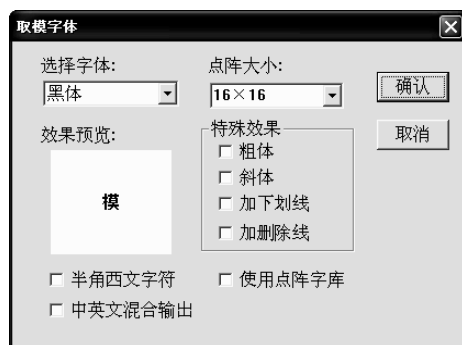 取模字体
选择字体:
点阵大小:
黑体
16×16
确认
效果预览:
特殊效果
取消
粗体
模
斜体
加下划线
加删除线
半角西文字符
使用点阵字库
中英文混合输出